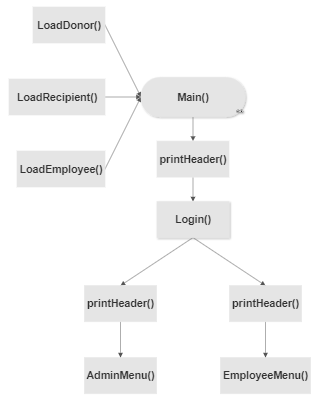 LoadDonor()
LoadRecipient()
Main()
LoadEmployee()
printHeader()
Login()
printHeader()
printHeader()
AdminMenu()
EmployeeMenu()